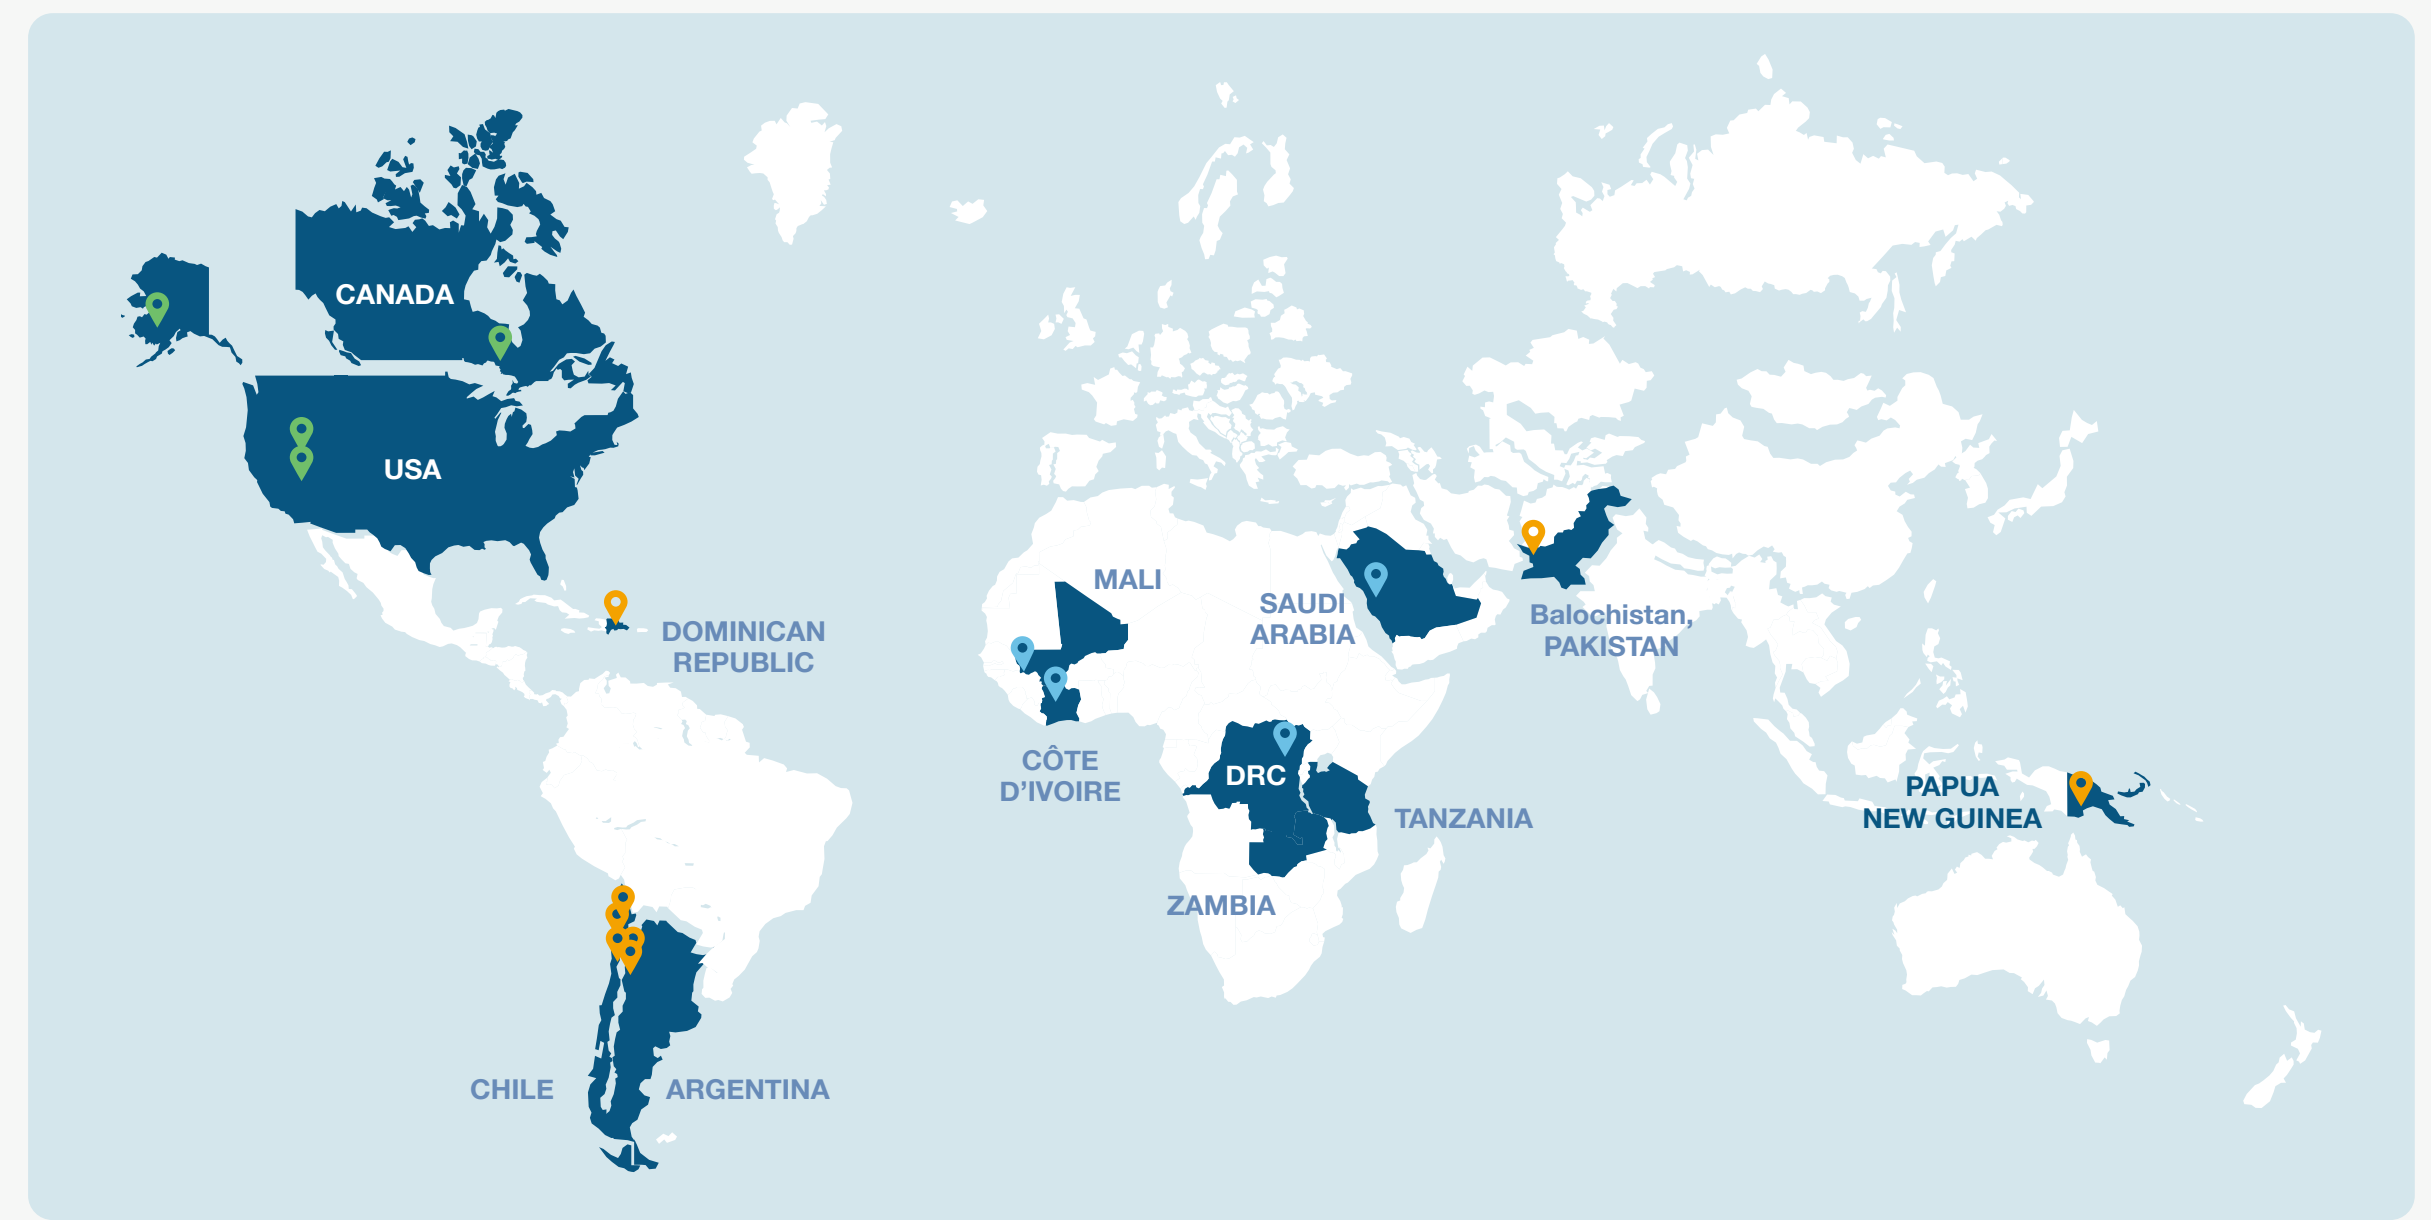 CANADA
USA
DOMINICAN
REPUBLIC
CHILE
ARGENTINA
MALI
CÔTE
D’IVOIRE
SAUDI
ARABIA
DRC
TANZANIA
ZAMBIA
Balochistan,
PAKISTAN
PAPUA
NEW GUINEA